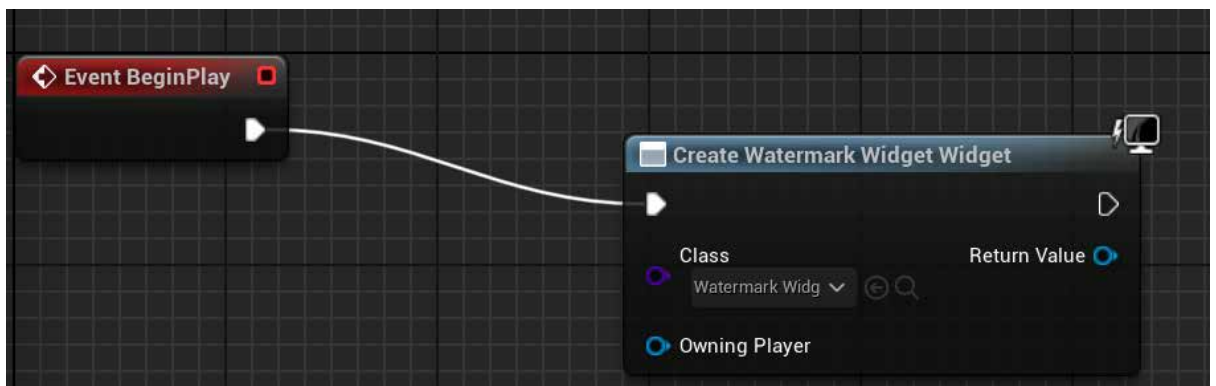 Event BeginPlay
Create Watermark Widget Widget
Class
Return Value
Watermark Widg
Owning Player